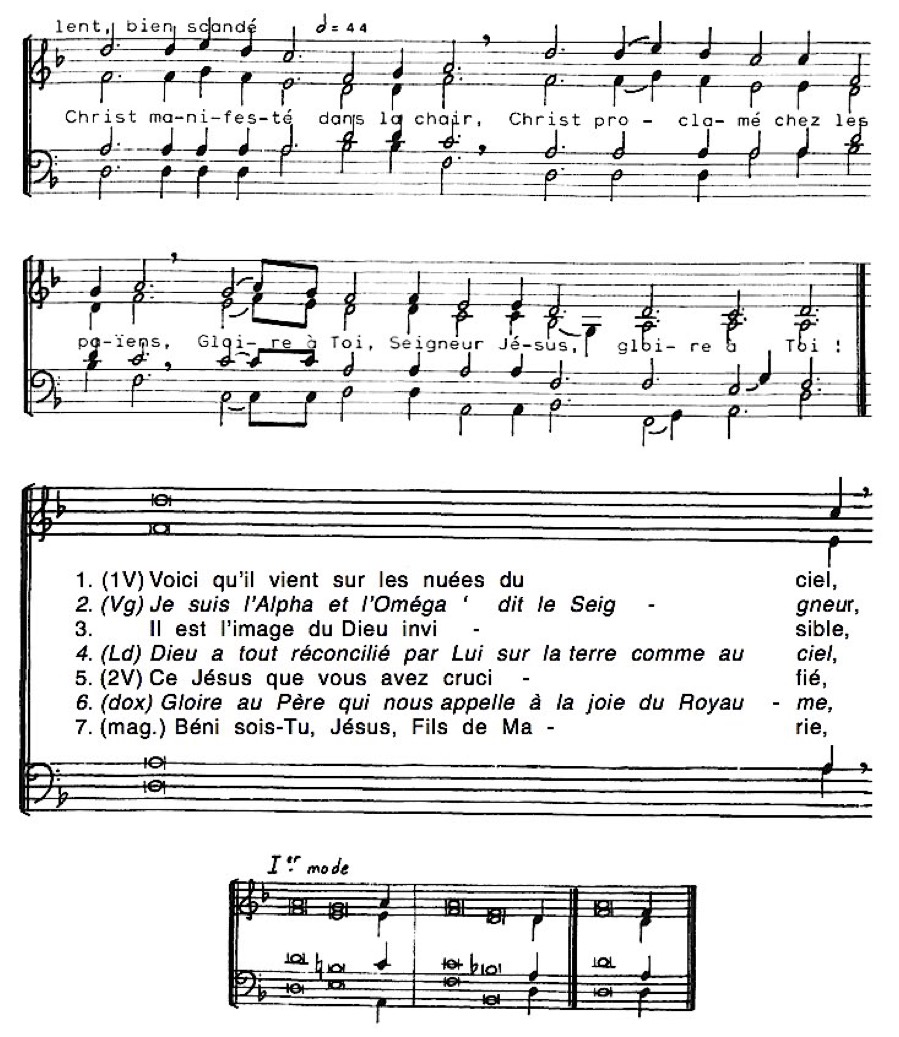 lent, bien scandé 𝅗𝅥 = 44
Christ ma-ni-fes-té dans la chair, Christ pro - cla- mé chez les
pa-ïens, Gloi- re à Toi, Seigneur Jé-sus, gloi- re à Toi !
1. (1V) Voici qu'il vient sur les nuées du ciel,
2. (Vg) Je suis l'Alpha et l'Oméga ‘ dit le Seig - gneur,
3. Il est l'image du Dieu invi - sible,
4. (Ld) Dieu a tout réconcilié par Lui sur la terre comme au ciel,
5. (2V) Ce Jésus que vous avez cruci - fié,
6. (dox) Gloire au Père qui nous appelle à la joie du Royau - me,
7. (mag.) Béni sois-Tu, Jésus, Fils de Ma - rie,
Ier mode